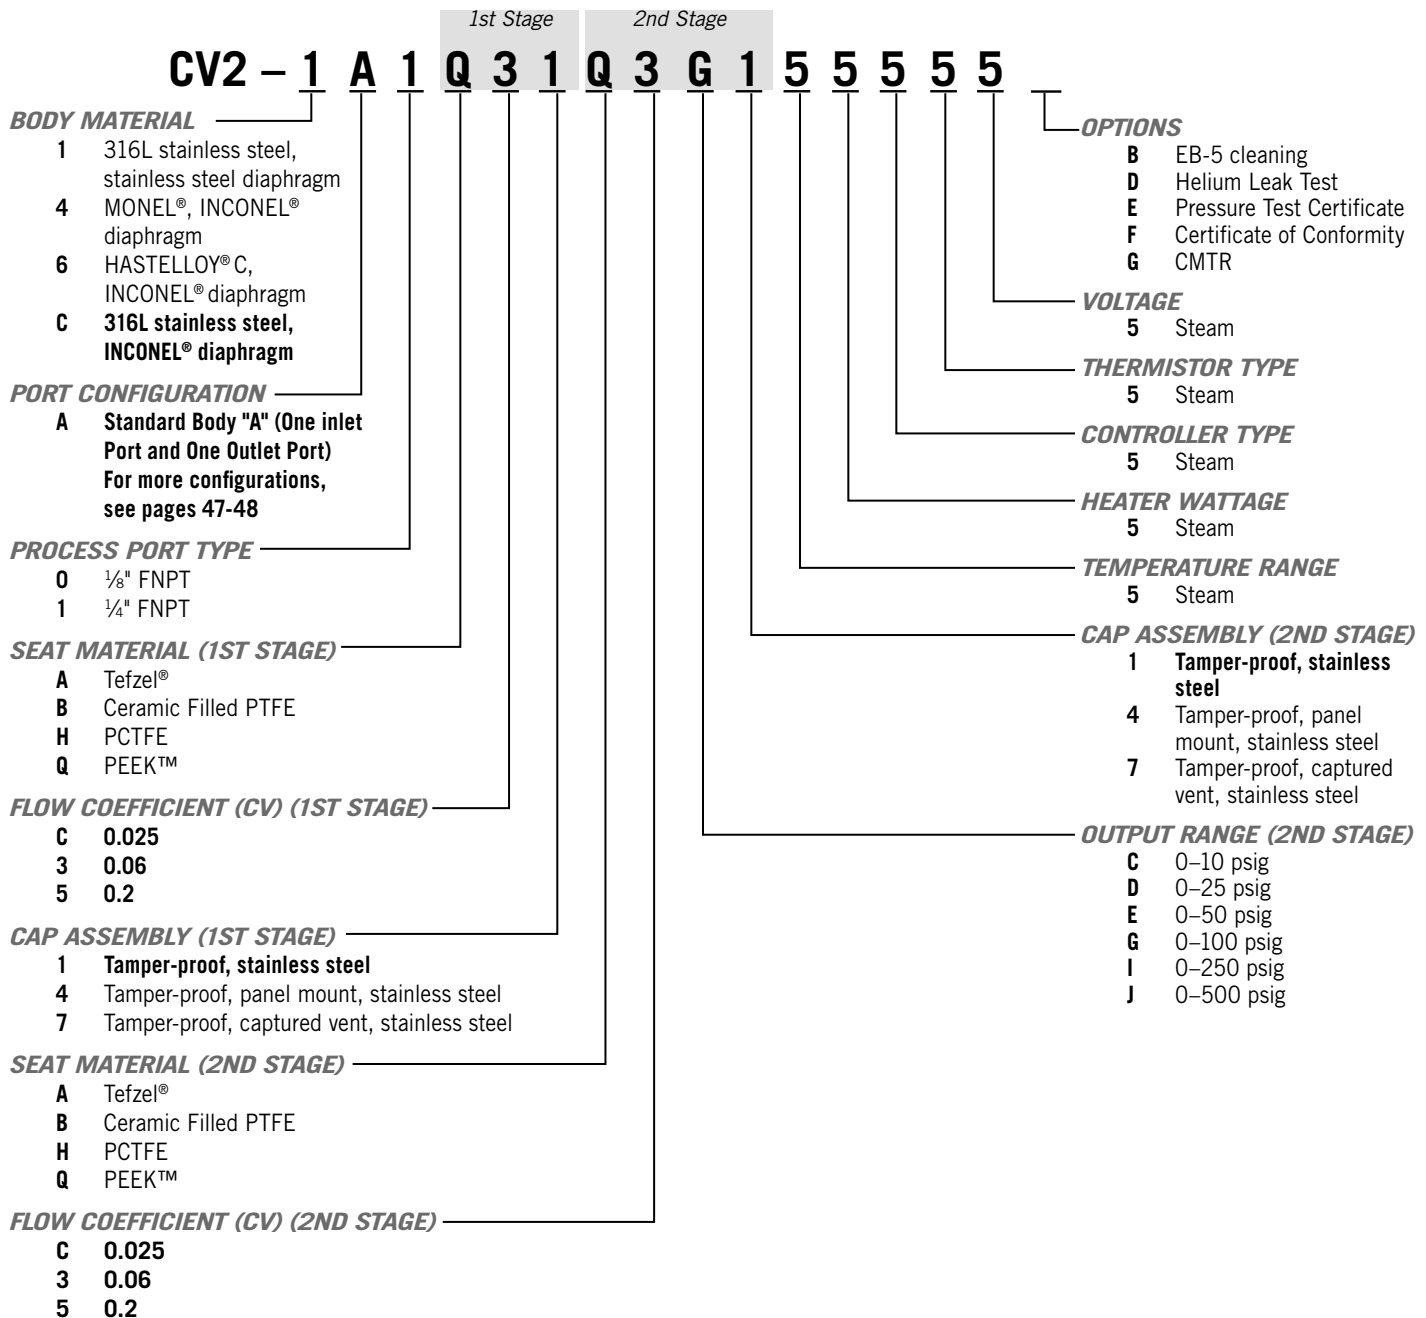 1st Stage 2nd Stage
CV2 – 1 A 1 Q 3 1 Q 3 G 1 5 5 5 5 5 _
BODY MATERIAL
1 316L stainless steel,
stainless steel diaphragm
4 MONEL®, INCONEL®
diaphragm
6 HASTELLOY® C,
INCONEL® diaphragm
C 316L stainless steel,
INCONEL® diaphragm
PORT CONFIGURATION
A Standard Body "A" (One inlet
Port and One Outlet Port)
For more configurations,
see pages 47-48
PROCESS PORT TYPE
0 ⅛" FNPT
1 ¼" FNPT
SEAT MATERIAL (1ST STAGE)
A Tefzel®
B Ceramic Filled PTFE
H PCTFE
Q PEEK™
FLOW COEFFICIENT (CV) (1ST STAGE)
C 0.025
3 0.06
5 0.2
CAP ASSEMBLY (1ST STAGE)
1 Tamper-proof, stainless steel
4 Tamper-proof, panel mount, stainless steel
7 Tamper-proof, captured vent, stainless steel
SEAT MATERIAL (2ND STAGE)
A Tefzel®
B Ceramic Filled PTFE
H PCTFE
Q PEEK™
FLOW COEFFICIENT (CV) (2ND STAGE)
C 0.025
3 0.06
5 0.2
OPTIONS
B EB-5 cleaning
D Helium Leak Test
E Pressure Test Certificate
F Certificate of Conformity
G CMTR
VOLTAGE
5 Steam
THERMISTOR TYPE
5 Steam
CONTROLLER TYPE
5 Steam
HEATER WATTAGE
5 Steam
TEMPERATURE RANGE
5 Steam
CAP ASSEMBLY (2ND STAGE)
1 Tamper-proof, stainless
steel
4 Tamper-proof, panel
mount, stainless steel
7 Tamper-proof, captured
vent, stainless steel
OUTPUT RANGE (2ND STAGE)
C 0–10 psig
D 0–25 psig
E 0–50 psig
G 0–100 psig
I 0–250 psig
J 0–500 psig